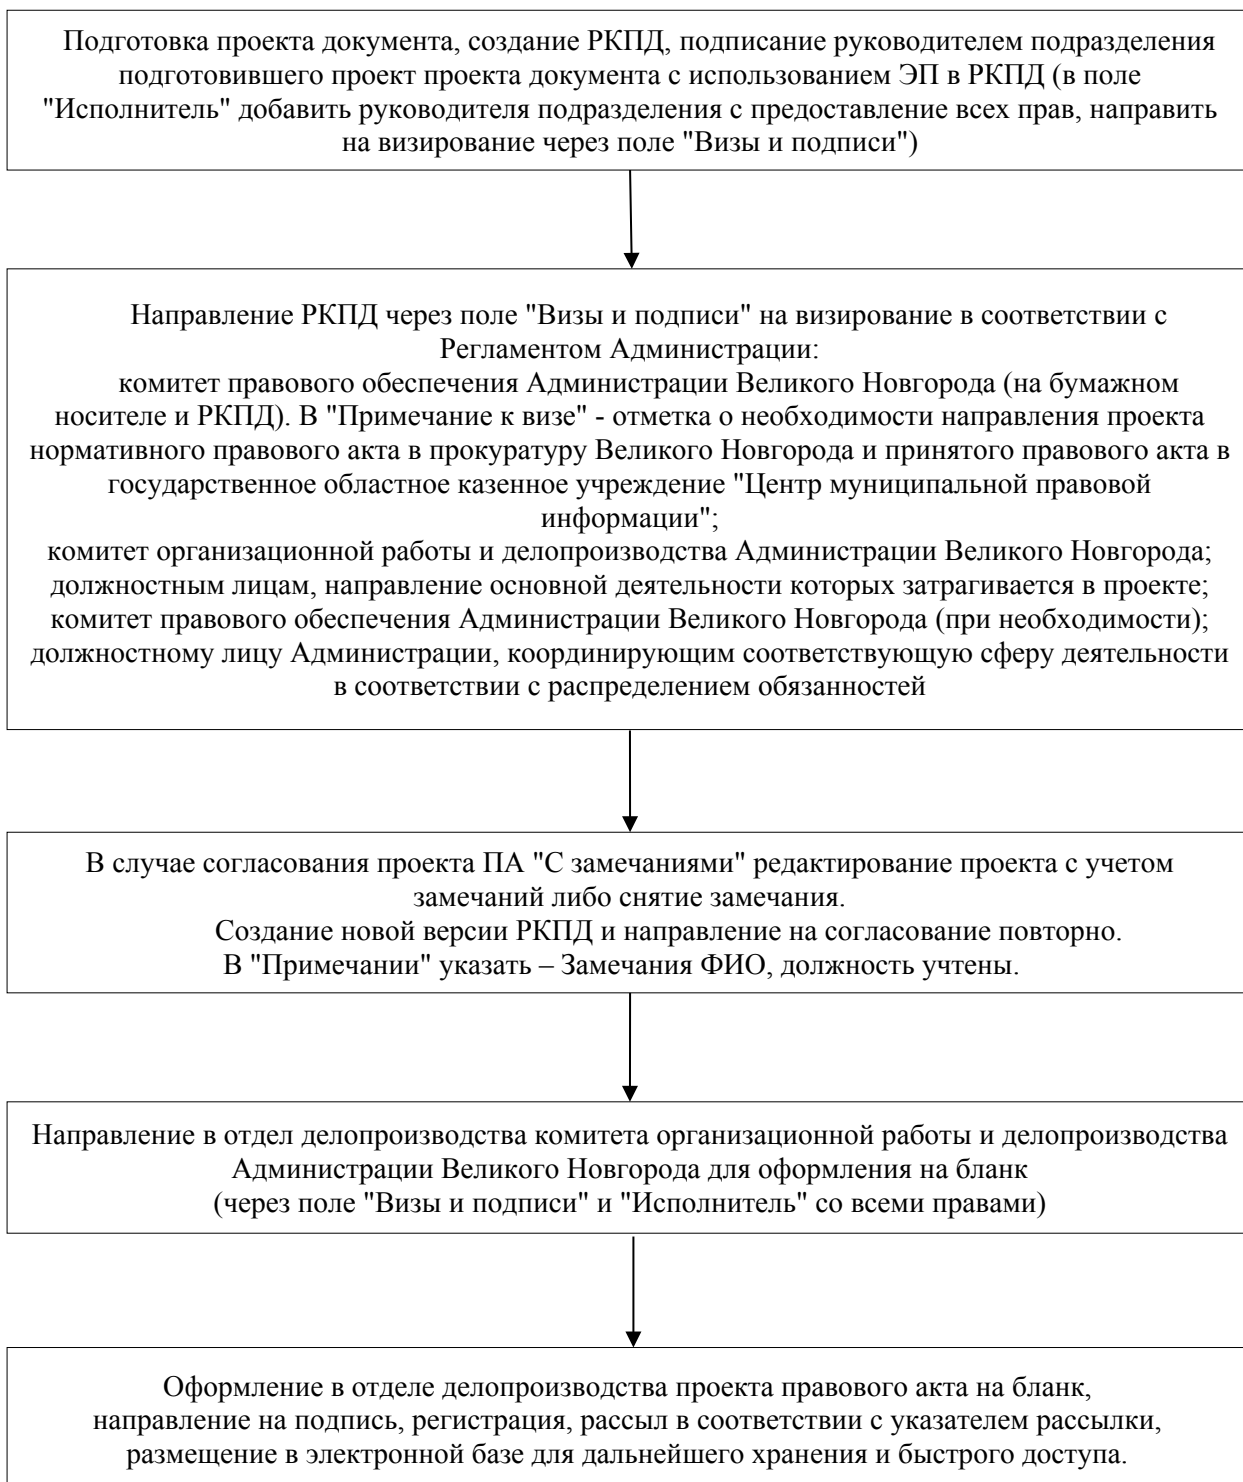 Подготовка проекта документа, создание РКПД, подписание руководителем подразделения
подготовившего проект проекта документа с использованием ЭП в РКПД (в поле
"Исполнитель" добавить руководителя подразделения с предоставление всех прав, направить
на визирование через поле "Визы и подписи")
Направление РКПД через поле "Визы и подписи" на визирование в соответствии с
Регламентом Администрации:
комитет правового обеспечения Администрации Великого Новгорода (на бумажном
носителе и РКПД). В "Примечание к визе" - отметка о необходимости направления проекта
нормативного правового акта в прокуратуру Великого Новгорода и принятого правового акта в
государственное областное казенное учреждение "Центр муниципальной правовой
информации";
комитет организационной работы и делопроизводства Администрации Великого Новгорода;
должностным лицам, направление основной деятельности которых затрагивается в проекте;
комитет правового обеспечения Администрации Великого Новгорода (при необходимости);
должностному лицу Администрации, координирующим соответствующую сферу деятельности
в соответствии с распределением обязанностей
В случае согласования проекта ПА "С замечаниями" редактирование проекта с учетом
замечаний либо снятие замечания.
Создание новой версии РКПД и направление на согласование повторно.
В "Примечании" указать – Замечания ФИО, должность учтены.
Направление в отдел делопроизводства комитета организационной работы и делопроизводства
Администрации Великого Новгорода для оформления на бланк
(через поле "Визы и подписи" и "Исполнитель" со всеми правами)
Оформление в отделе делопроизводства проекта правового акта на бланк,
направление на подпись, регистрация, рассыл в соответствии с указателем рассылки,
размещение в электронной базе для дальнейшего хранения и быстрого доступа.